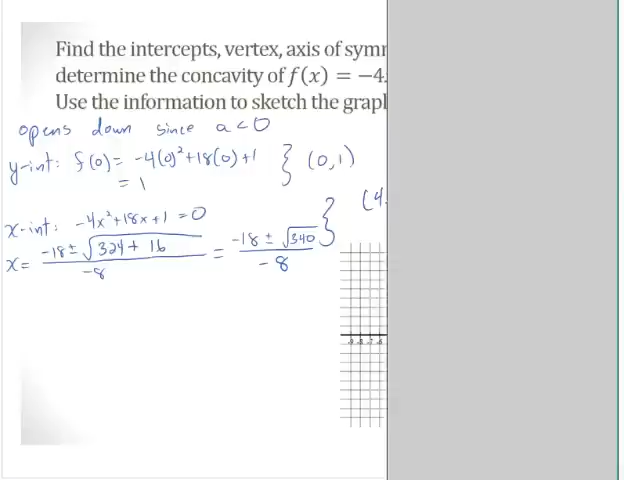 Find the intercepts, vertex, axis of
determine the concavity of f(x) = −4
Use the information to sketch the
opens down since a<0
y-int: f(0) = -4(0)²+18(0)+1 } (0,1)
= 1
x-int: -4x²+18x+1 = 0
x = (-18 ± √(324 + 16)) / -8 = (-18 ± √340) / -8 } (4.